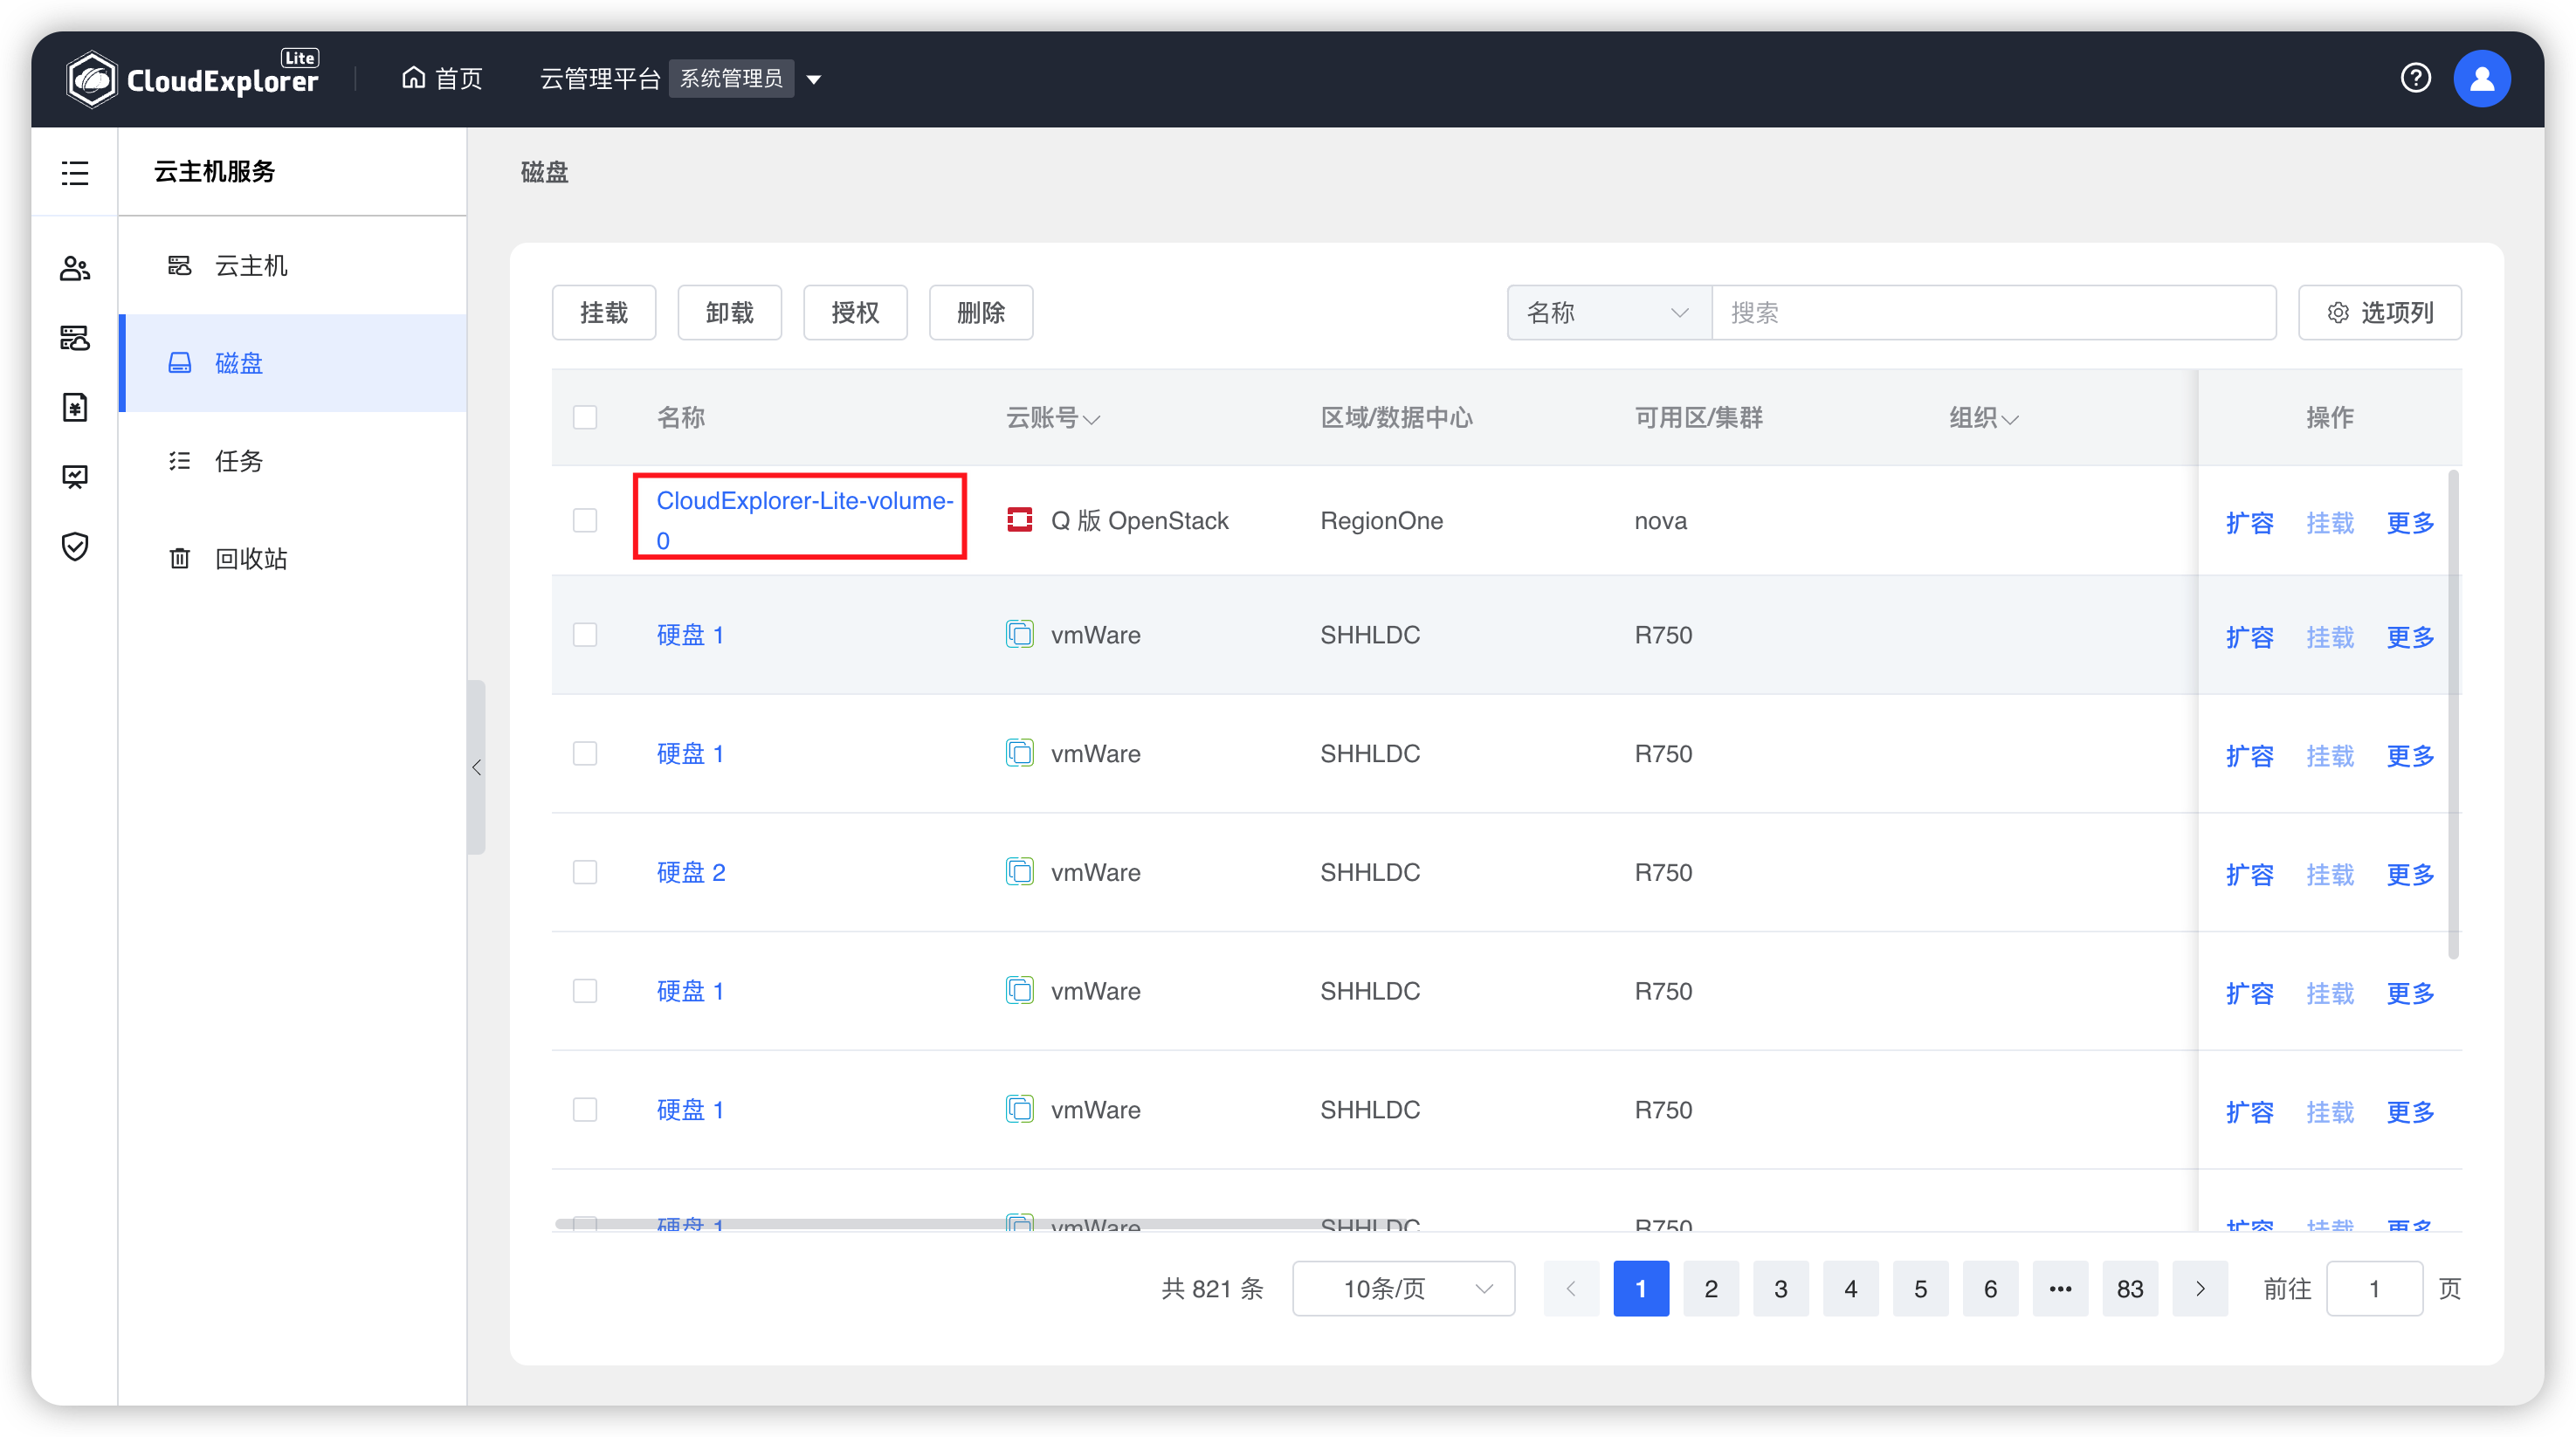 CloudExplorer Lite
首页
云管理平台 系统管理员
云主机服务
云主机
磁盘
任务
回收站
磁盘
挂载 卸载 授权 删除 名称 搜索 选项列
名称 云账号 区域/数据中心 可用区/集群 组织 操作
CloudExplorer-Lite-volume-
0
Q 版 OpenStack RegionOne nova 扩容 挂载 更多
硬盘 1 vmWare SHHLDC R750 扩容 挂载 更多
硬盘 1 vmWare SHHLDC R750 扩容 挂载 更多
硬盘 2 vmWare SHHLDC R750 扩容 挂载 更多
硬盘 1 vmWare SHHLDC R750 扩容 挂载 更多
硬盘 1 vmWare SHHLDC R750 扩容 挂载 更多
硬盘 1 vmWare SHHLDC R750 扩容 挂载 更多
共 821 条 10条/页 1 2 3 4 5 6 ••• 83 前往 1 页